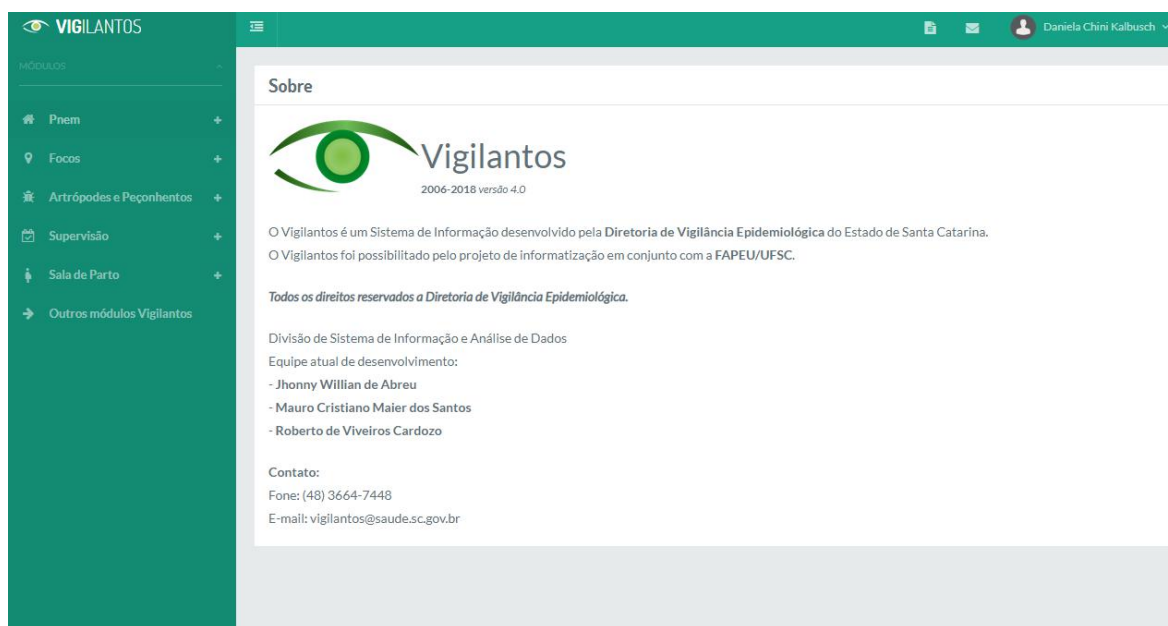 VIGILANTOS
Daniela Chini Kalbusch
MÓDULOS
Pnem
Focos
Artrópodes e Peçonhentos
Supervisão
Sala de Parto
Outros módulos Vigilantos
Sobre
Vigilantos
2006-2018 versão 4.0
O Vigilantos é um Sistema de Informação desenvolvido pela Diretoria de Vigilância Epidemiológica do Estado de Santa Catarina.
O Vigilantos foi possibilitado pelo projeto de informatização em conjunto com a FAPEU/UFSC.
Todos os direitos reservados a Diretoria de Vigilância Epidemiológica.
Divisão de Sistema de Informação e Análise de Dados
Equipe atual de desenvolvimento:
- Jhonny Willian de Abreu
- Mauro Cristiano Maier dos Santos
- Roberto de Viveiros Cardozo
Contato:
Fone: (48) 3664-7448
E-mail: vigilantos@saude.sc.gov.br